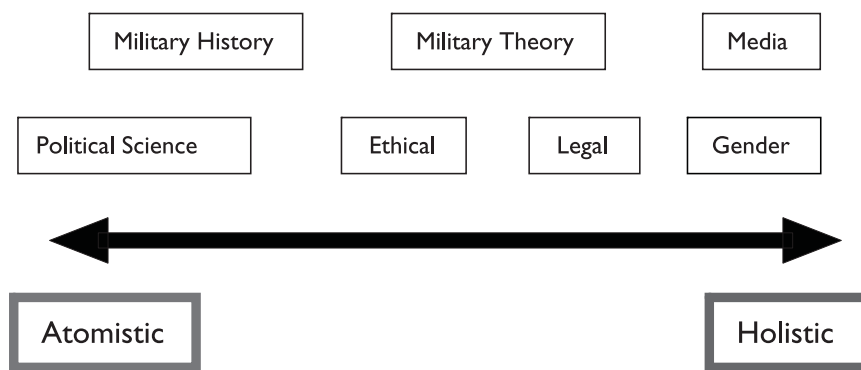 Military History
Military Theory
Media
Political Science
Ethical
Legal
Gender
Atomistic
Holistic